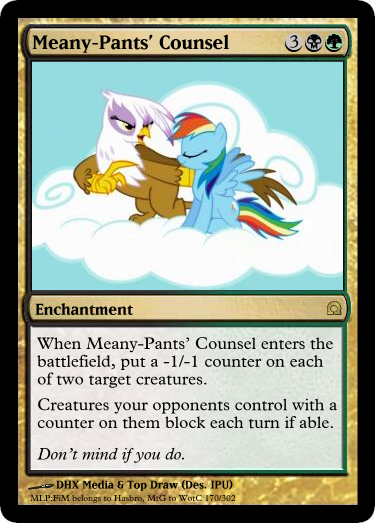 Meany-Pants' Counsel 3
Enchantment
When Meany-Pants' Counsel enters the
battlefield, put a -1/-1 counter on each
of two target creatures.
Creatures your opponents control with a
counter on them block each turn if able.
Don't mind if you do.
DHX Media & Top Draw (Des. IPU)
MLP:FiM belongs to Hasbro, MtG to WotC 170/302